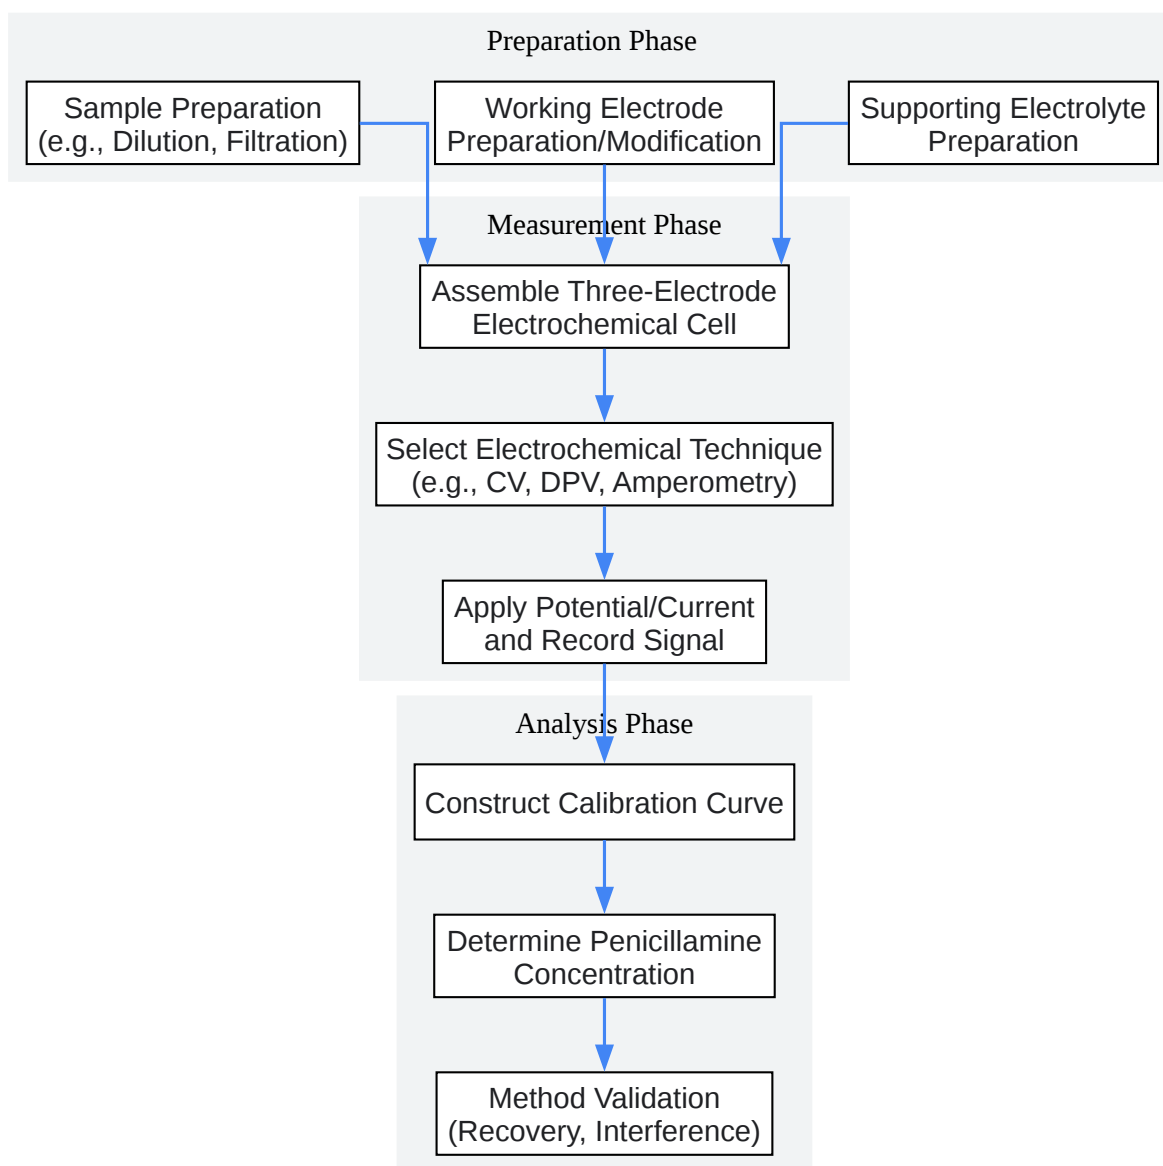 Preparation Phase
Sample Preparation
(e.g., Dilution, Filtration)
Working Electrode
Preparation/Modification
Supporting Electrolyte
Preparation
Measurement Phase
Assemble Three-Electrode
Electrochemical Cell
Select Electrochemical Technique
(e.g., CV, DPV, Amperometry)
Apply Potential/Current
and Record Signal
Analysis Phase
Construct Calibration Curve
Determine Penicillamine
Concentration
Method Validation
(Recovery, Interference)